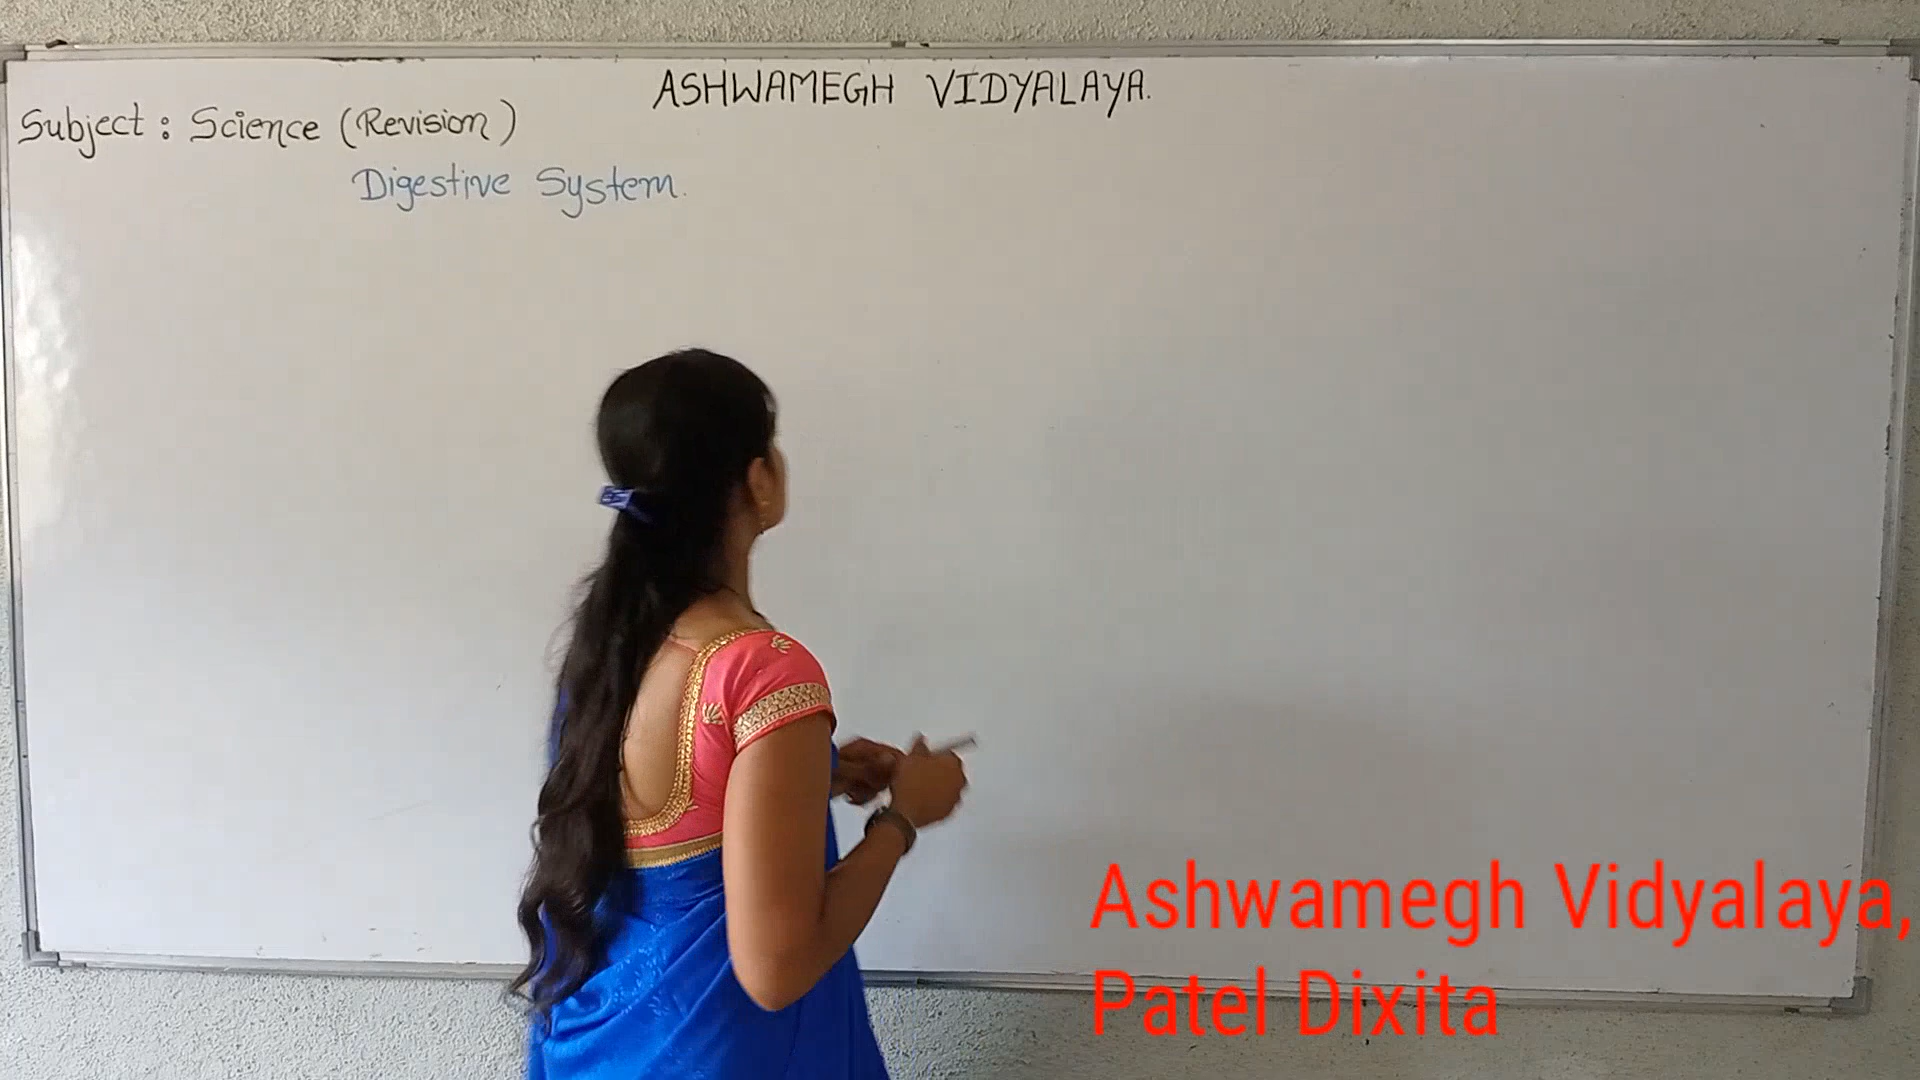 ASHWAMEGH VIDYALAYA.
Subject : Science (Revision)
Digestive System.
Ashwamegh Vidyalaya,
Patel Dixita